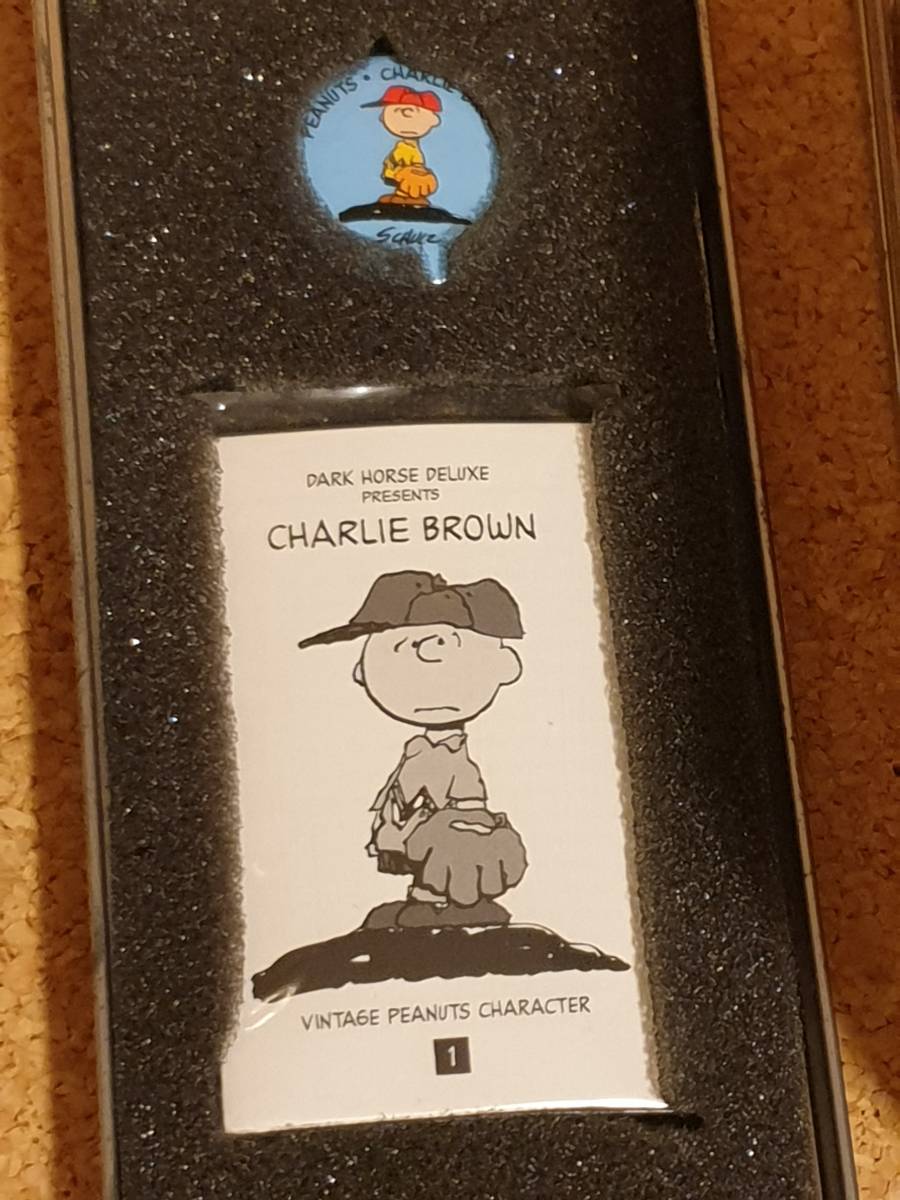 PEANUTS • CHARLIE
SCHULZ
DARK HORSE DELUXE
PRESENTS
CHARLIE BROWN
VINTAGE PEANUTS CHARACTER
1